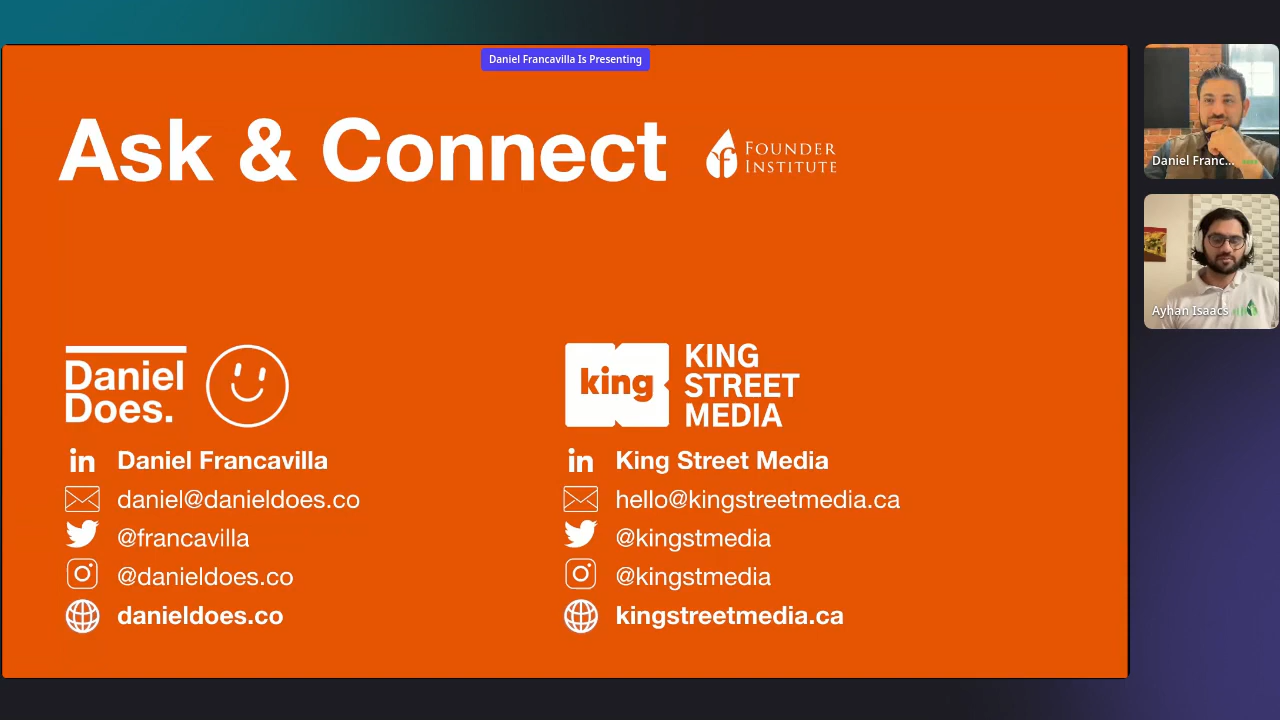 Daniel Francavilla Is Presenting
Ask & Connect
FOUNDER
INSTITUTE
Daniel
Does.
Daniel Francavilla
daniel@danieldoes.co
@francavilla
@danieldoes.co
danieldoes.co
king
KING
STREET
MEDIA
King Street Media
hello@kingstreetmedia.ca
@kingstmedia
@kingstmedia
kingstreetmedia.ca
Daniel Franc...
Ayhan Isaacs